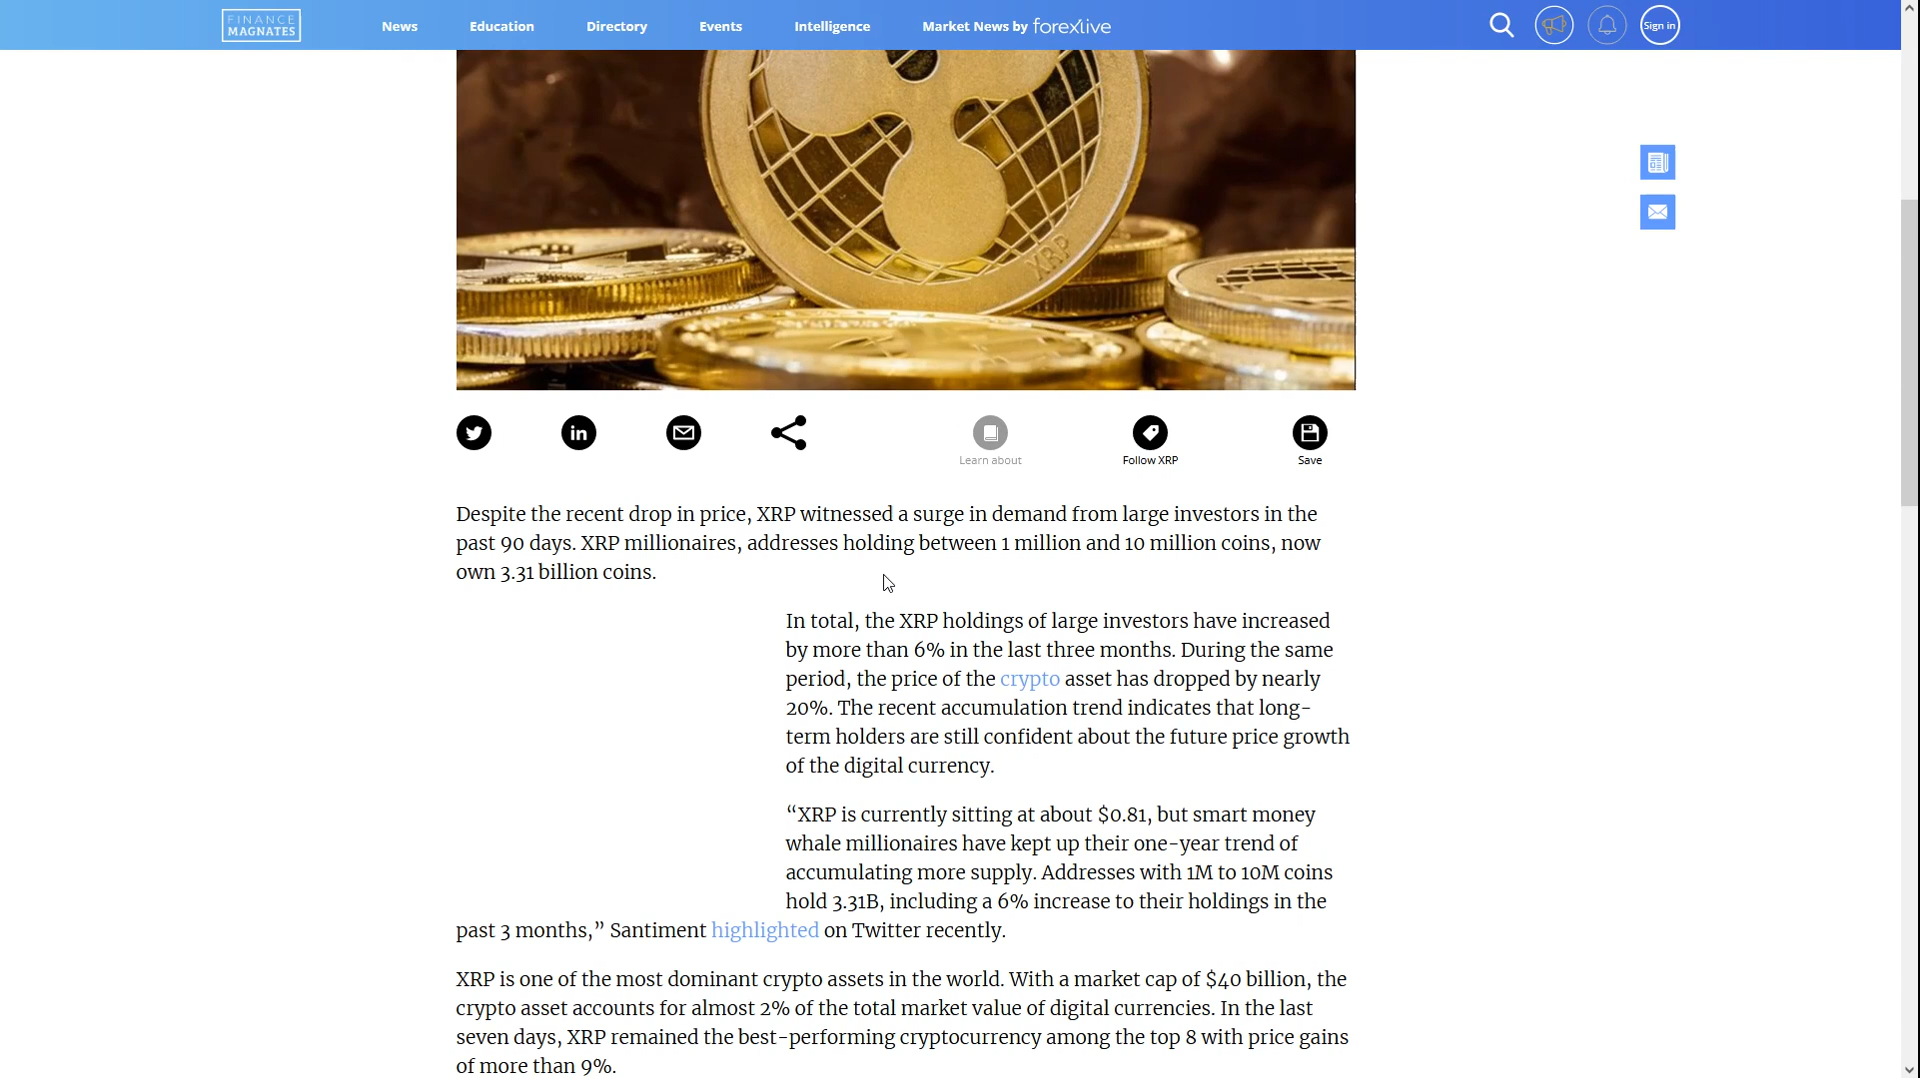 FINANCE
MAGNATES
News
Education
Directory
Events
Intelligence
Market News by forexlive
Sign in
XRP
Learn about
Follow XRP
Save
Despite the recent drop in price, XRP witnessed a surge in demand from large investors in the
past 90 days. XRP millionaires, addresses holding between 1 million and 10 million coins, now
own 3.31 billion coins.
In total, the XRP holdings of large investors have increased
by more than 6% in the last three months. During the same
period, the price of the crypto asset has dropped by nearly
20%. The recent accumulation trend indicates that long-
term holders are still confident about the future price growth
of the digital currency.
“XRP is currently sitting at about $0.81, but smart money
whale millionaires have kept up their one-year trend of
accumulating more supply. Addresses with 1M to 10M coins
hold 3.31B, including a 6% increase to their holdings in the
past 3 months,” Santiment highlighted on Twitter recently.
XRP is one of the most dominant crypto assets in the world. With a market cap of $40 billion, the
crypto asset accounts for almost 2% of the total market value of digital currencies. In the last
seven days, XRP remained the best-performing cryptocurrency among the top 8 with price gains
of more than 9%.